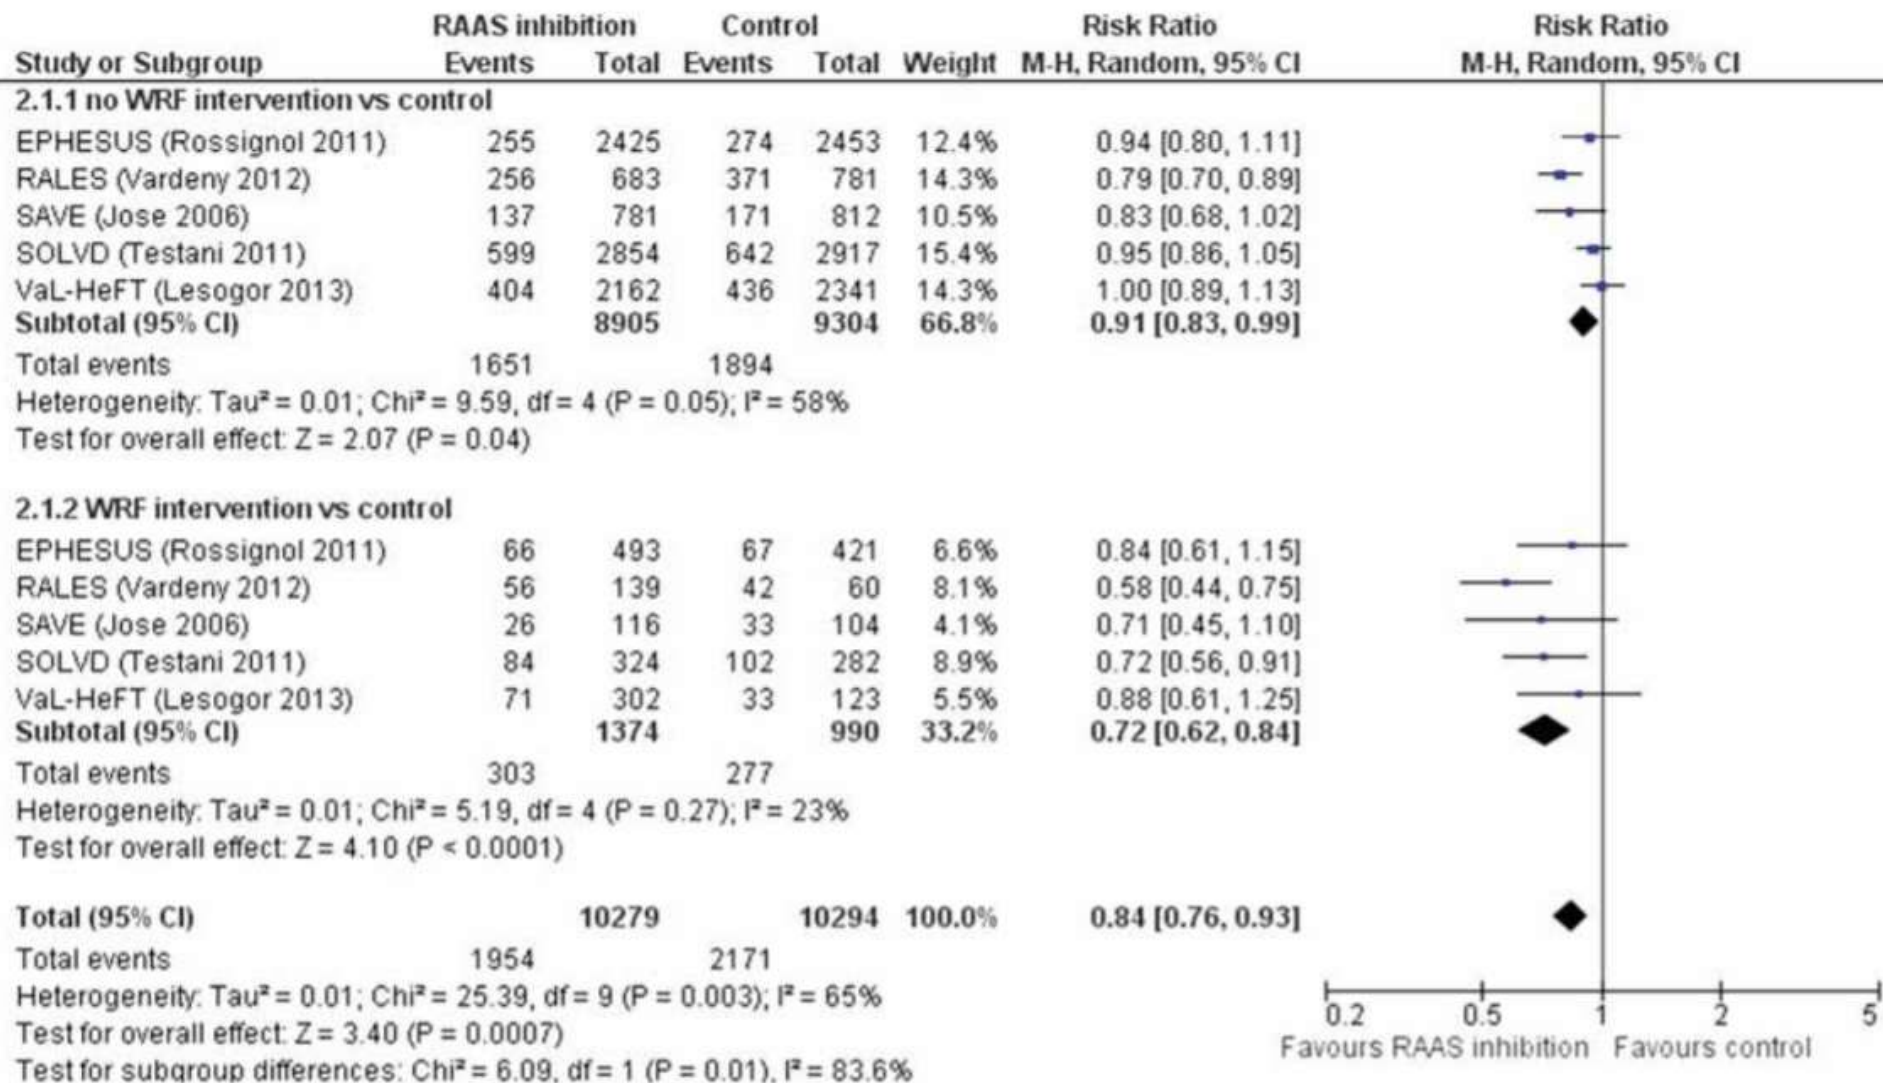 RAAS inhibition Control Risk Ratio Risk Ratio
Study or Subgroup Events Total Events Total Weight M-H, Random, 95% CI M-H, Random, 95% CI
2.1.1 no WRF intervention vs control
EPHESUS (Rossignol 2011) 255 2425 274 2453 12.4% 0.94 [0.80, 1.11]
RALES (Vardeny 2012) 256 683 371 781 14.3% 0.79 [0.70, 0.89]
SAVE (Jose 2006) 137 781 171 812 10.5% 0.83 [0.68, 1.02]
SOLVD (Testani 2011) 599 2854 642 2917 15.4% 0.95 [0.86, 1.05]
VaL-HeFT (Lesogor 2013) 404 2162 436 2341 14.3% 1.00 [0.89, 1.13]
Subtotal (95% CI) 8905 9304 66.8% 0.91 [0.83, 0.99]
Total events 1651 1894
Heterogeneity: Tau² = 0.01; Chi² = 9.59, df = 4 (P = 0.05); I² = 58%
Test for overall effect: Z = 2.07 (P = 0.04)
2.1.2 WRF intervention vs control
EPHESUS (Rossignol 2011) 66 493 67 421 6.6% 0.84 [0.61, 1.15]
RALES (Vardeny 2012) 56 139 42 60 8.1% 0.58 [0.44, 0.75]
SAVE (Jose 2006) 26 116 33 104 4.1% 0.71 [0.45, 1.10]
SOLVD (Testani 2011) 84 324 102 282 8.9% 0.72 [0.56, 0.91]
VaL-HeFT (Lesogor 2013) 71 302 33 123 5.5% 0.88 [0.61, 1.25]
Subtotal (95% CI) 1374 990 33.2% 0.72 [0.62, 0.84]
Total events 303 277
Heterogeneity: Tau² = 0.01; Chi² = 5.19, df = 4 (P = 0.27); I² = 23%
Test for overall effect: Z = 4.10 (P < 0.0001)
Total (95% CI) 10279 10294 100.0% 0.84 [0.76, 0.93]
Total events 1954 2171
Heterogeneity: Tau² = 0.01; Chi² = 25.39, df = 9 (P = 0.003); I² = 65%
Test for overall effect: Z = 3.40 (P = 0.0007)
Test for subgroup differences: Chi² = 6.09, df = 1 (P = 0.01), I² = 83.6%
0.2 0.5 1 2 5
Favours RAAS inhibition Favours control